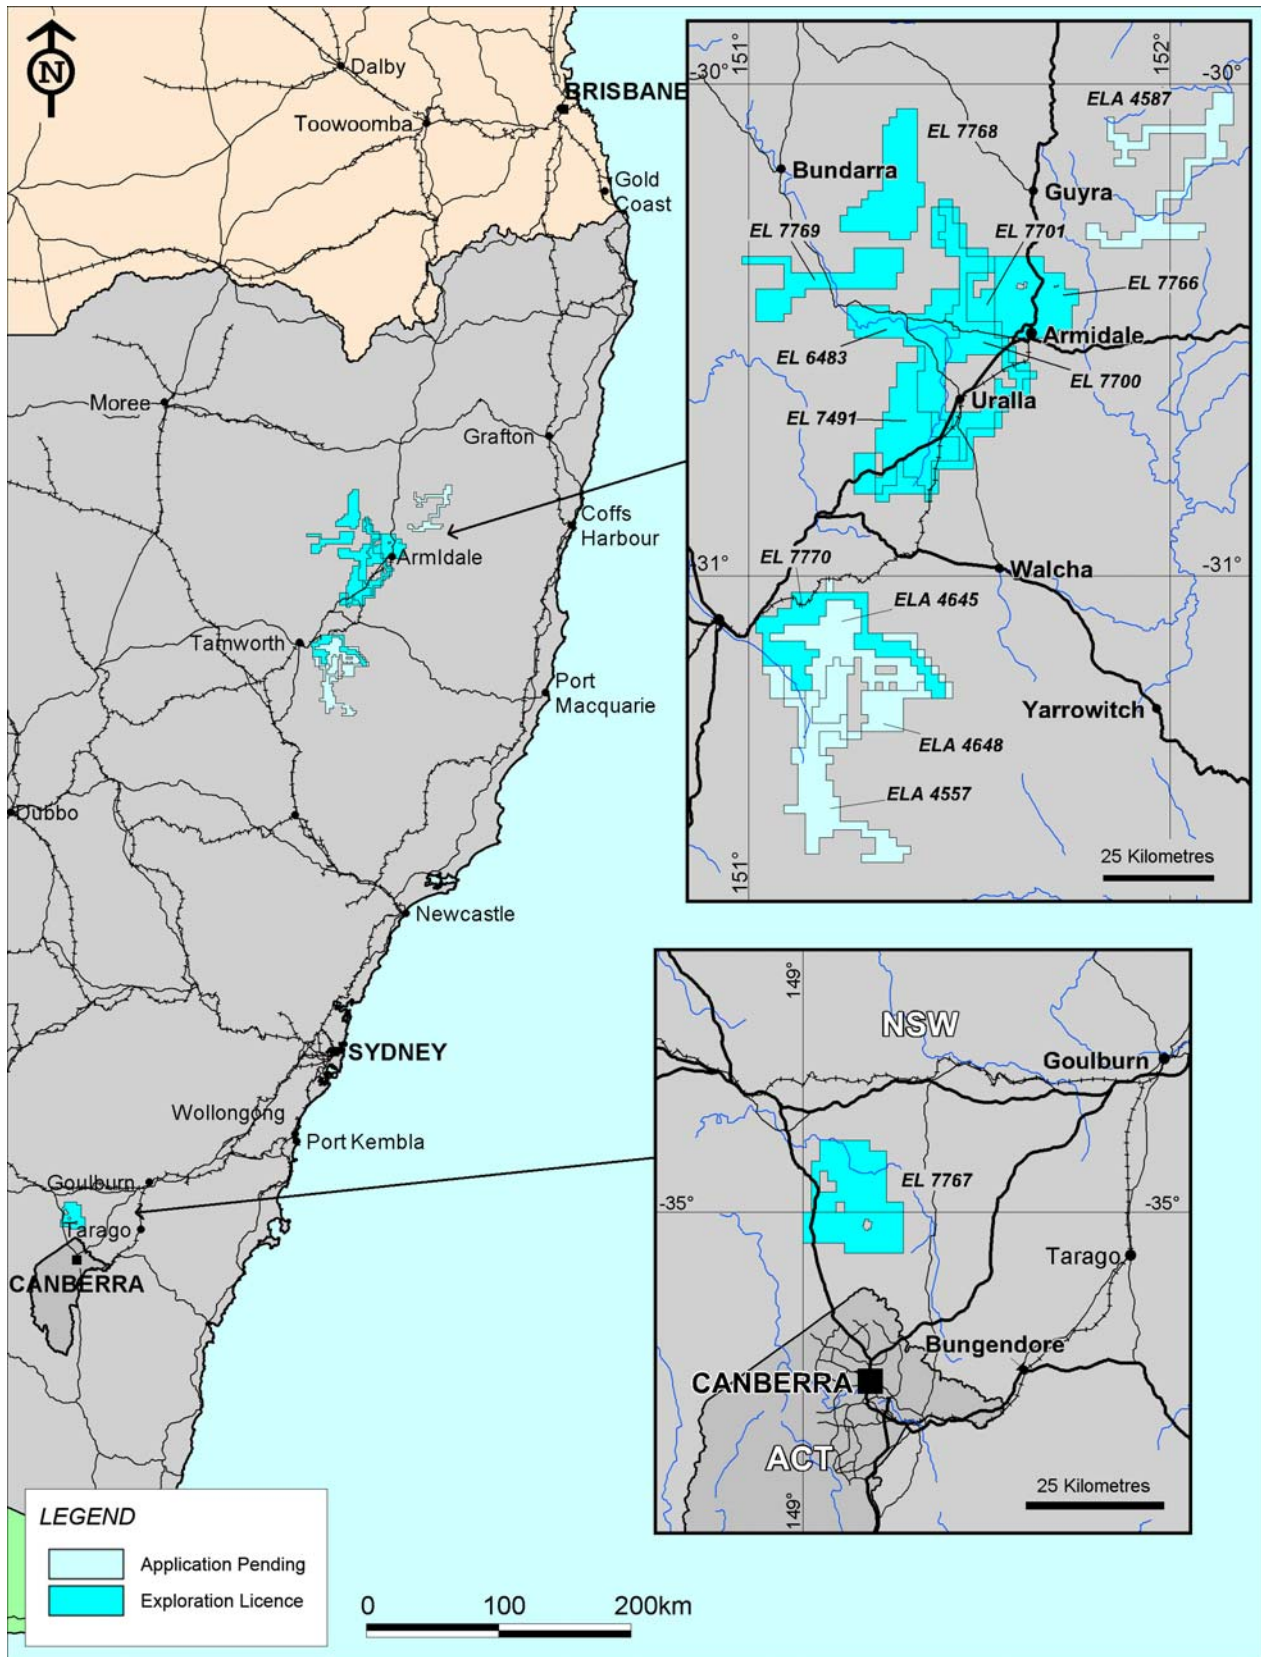 N
Dalby
BRISBANE
Toowoomba
Gold
Coast
Moree
Grafton
Coffs
Harbour
ArmIdale
Tamworth
Port
Macquarie
Dubbo
Newcastle
SYDNEY
Wollongong
Port Kembla
Goulburn
Tarago
CANBERRA
151°
152°
-30°
-30°
ELA 4587
EL 7768
Bundarra
Guyra
EL 7769
EL 7701
EL 7766
Armidale
EL 6483
EL 7700
Uralla
EL 7491
EL 7770
-31°
-31°
Walcha
ELA 4645
Yarrowitch
ELA 4648
ELA 4557
151°
25 Kilometres
149°
NSW
Goulburn
EL 7767
-35°
-35°
Tarago
Bungendore
CANBERRA
ACT
149°
25 Kilometres
LEGEND
Application Pending
Exploration Licence
0 100 200km